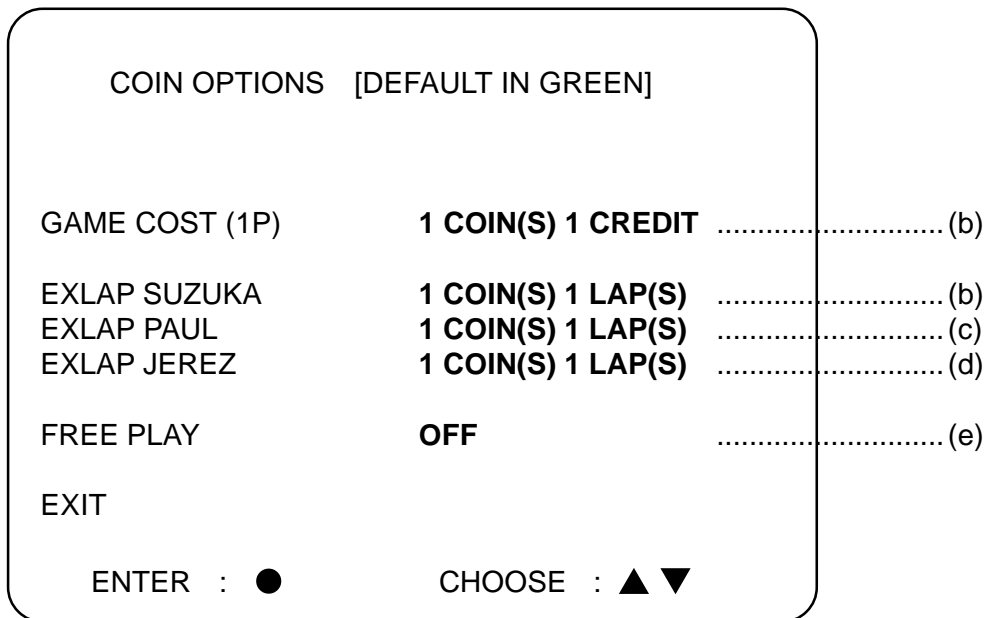 COIN OPTIONS [DEFAULT IN GREEN]
GAME COST (1P) 1 COIN(S) 1 CREDIT ............................ (b)
EXLAP SUZUKA 1 COIN(S) 1 LAP(S) ............................ (b)
EXLAP PAUL 1 COIN(S) 1 LAP(S) ............................ (c)
EXLAP JEREZ 1 COIN(S) 1 LAP(S) ............................ (d)
FREE PLAY OFF ............................ (e)
EXIT
ENTER : ● CHOOSE : ▲ ▼